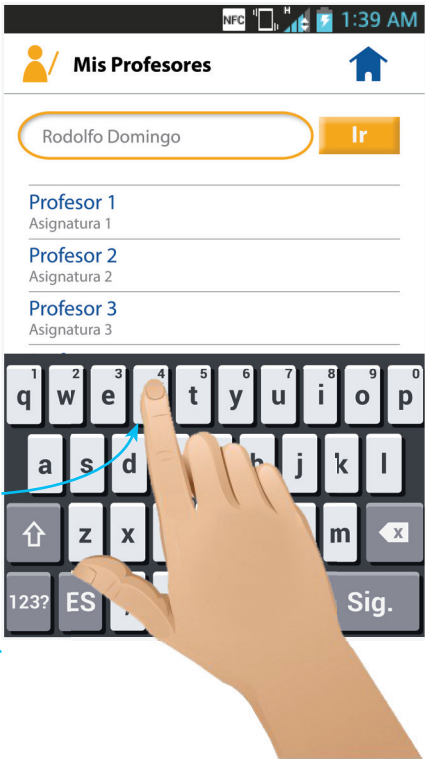 NFC H 1:39 AM
Mis Profesores
Rodolfo Domingo Ir
Profesor 1
Asignatura 1
Profesor 2
Asignatura 2
Profesor 3
Asignatura 3
1 2 3 4 5 6 7 8 9 0
q w e t y u i o p
a s d j k l
z x m x
123? ES Sig.